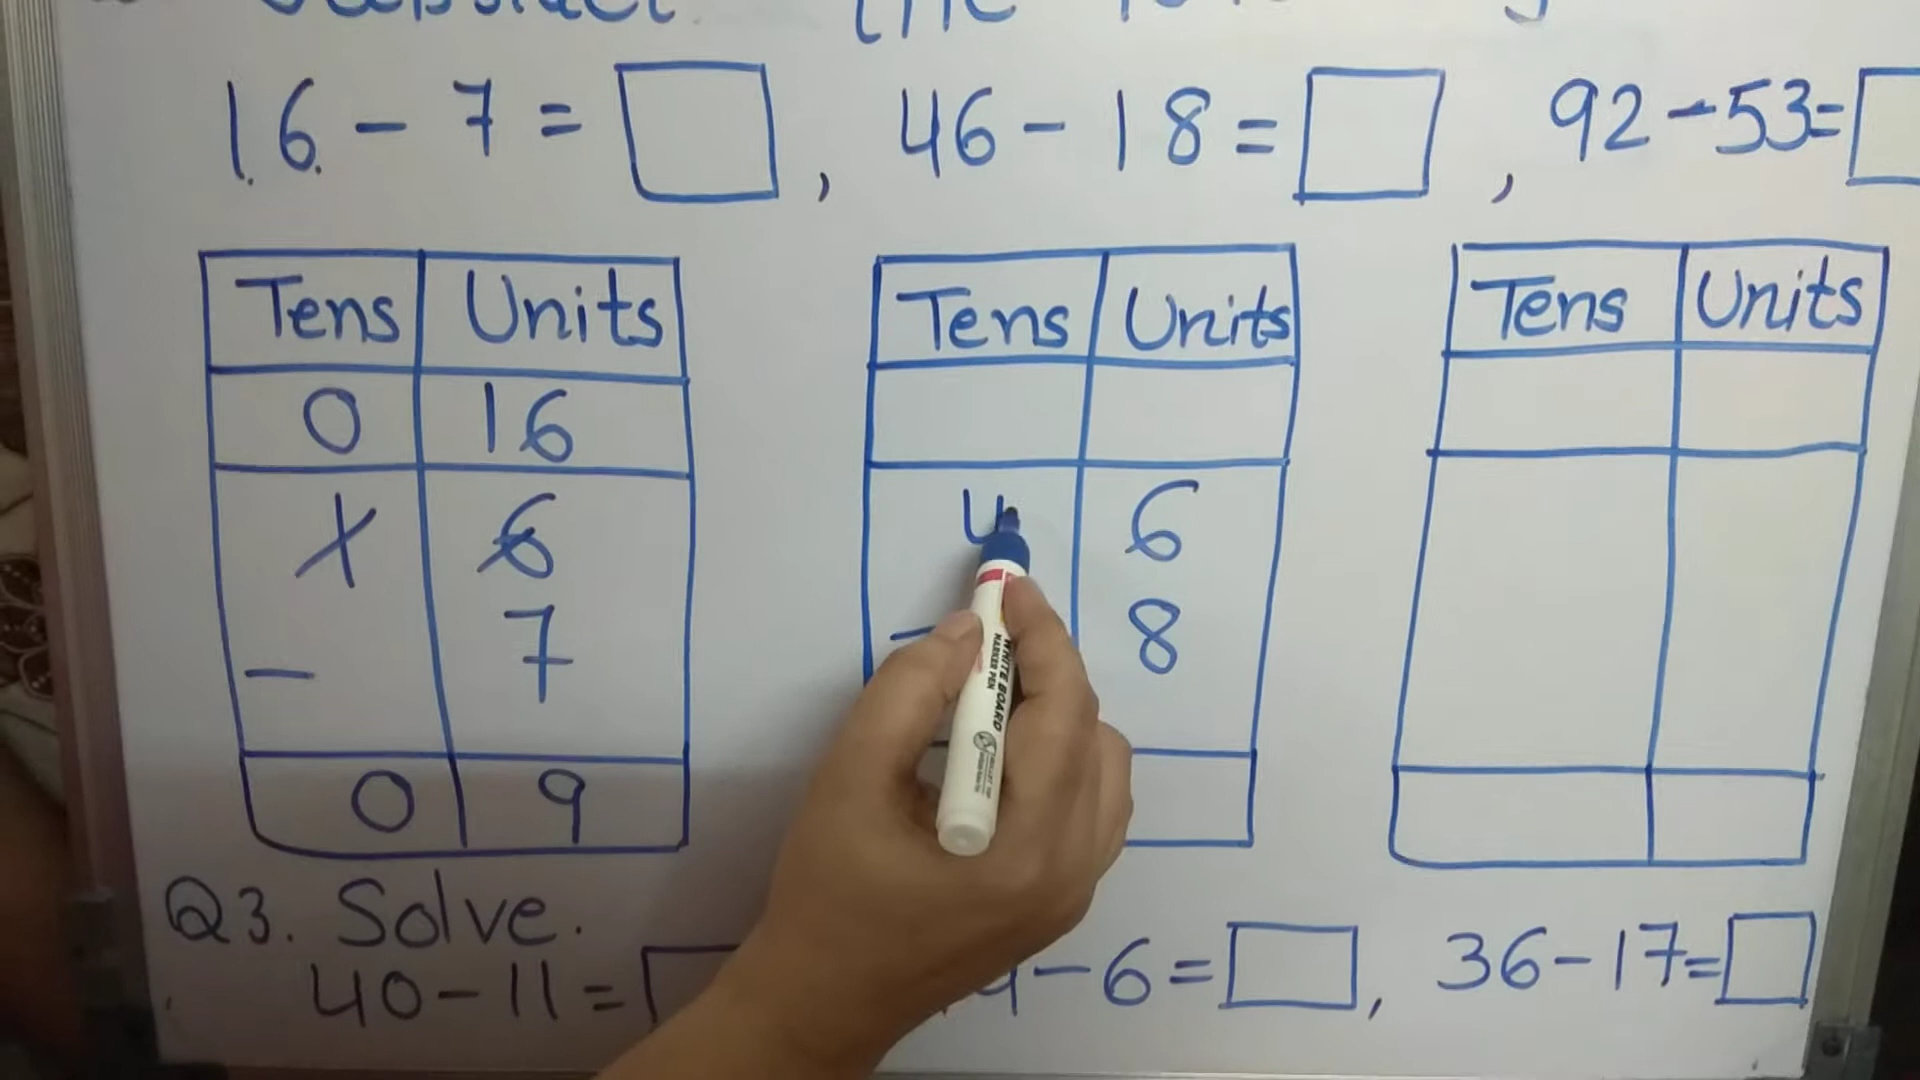 16 - 7 = , 46 - 18 = , 92 - 53 =
Tens Units
0 16
1 6
- 7
0 9
Tens Units
4 6
- 8
Tens Units
Q3. Solve.
40 - 11 = - 6 = , 36 - 17 =
WHITE BOARD
MARKER PEN